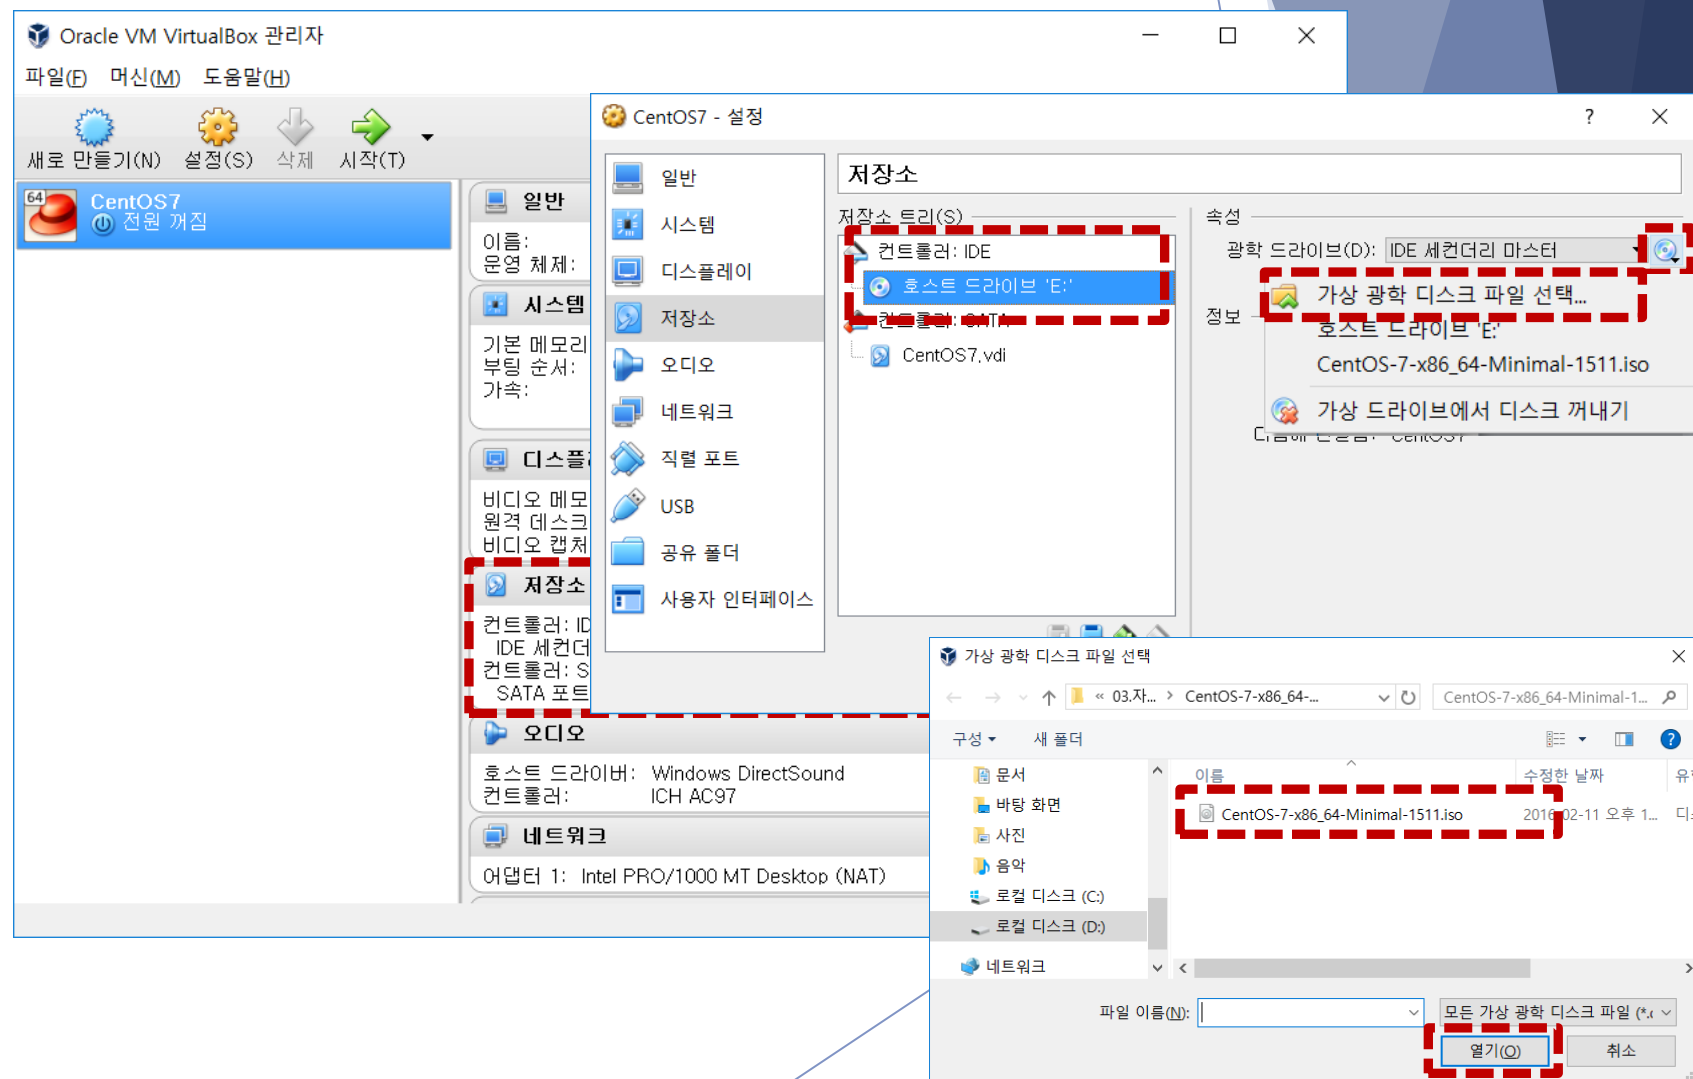 Oracle VM VirtualBox 관리자
파일(F) 머신(M) 도움말(H)
새로 만들기(N) 설정(S) 삭제 시작(T)
64
CentOS7
전원 꺼짐
일반
이름:
운영 체제:
시스템
기본 메모리
부팅 순서:
가속:
비디오 메모
원격 데스크
비디오 캡처
저장소
컨트롤러:
IDE 세컨더
컨트롤러: S
SATA 포트
오디오
호스트 드라이버: Windows DirectSound
컨트롤러: ICH AC97
네트워크
어댑터 1: Intel PRO/1000 MT Desktop (NAT)
CentOS7 - 설정
?
일반
시스템
디스플레이
저장소
오디오
네트워크
직렬 포트
USB
공유 폴더
사용자 인터페이스
저장소
저장소 트리(S)
컨트롤러: IDE
호스트 드라이브 'E:'
컨트롤러: SATA
CentOS7.vdi
속성
광학 드라이브(D): IDE 세컨더리 마스터
정보
가상 광학 디스크 파일 선택...
호스트 드라이브 'E:'
CentOS-7-x86_64-Minimal-1511.iso
가상 드라이브에서 디스크 꺼내기
CentOS7
가상 광학 디스크 파일 선택
« 03.자... > CentOS-7-x86_64-...
CentOS-7-x86_64-Minimal-1...
구성 새 폴더
?
문서
바탕 화면
사진
음악
로컬 디스크 (C:)
로컬 디스크 (D:)
네트워크
이름 수정한 날짜
CentOS-7-x86_64-Minimal-1511.iso 2016-02-11 오후 1...
파일 이름(N):
모든 가상 광학 디스크 파일
열기(O) 취소